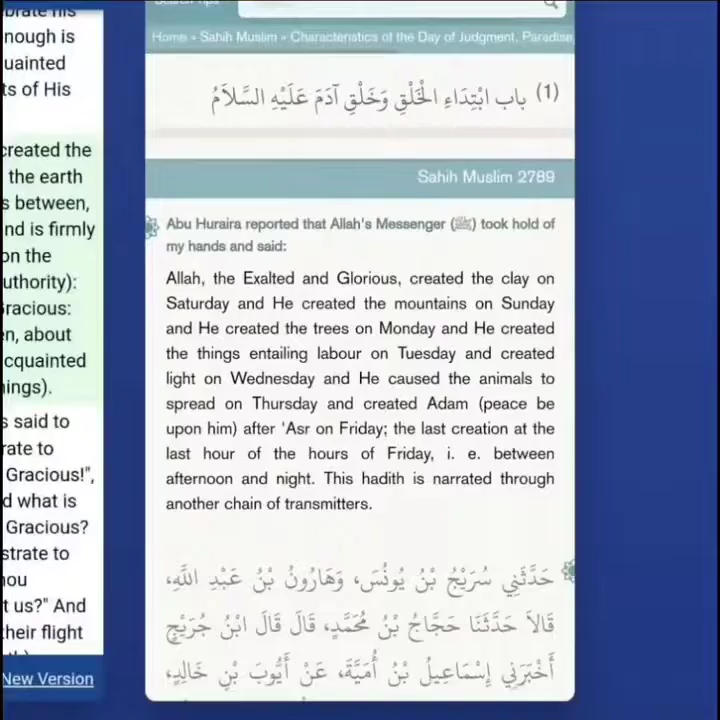 nough is
uainted
ts of His
created the
the earth
s between,
nd is firmly
on the
uthority):
racious:
n, about
cquainted
ings).
s said to
rate to
Gracious!",
d what is
Gracious?
strate to
hou
t us?" And
heir flight
New Version
Search Tips
Home » Sahih Muslim » Characteristics of the Day of Judgment, Paradise,
(1) باب ابْتِدَاءِ الْخَلْقِ وَخَلْقِ آدَمَ عَلَيْهِ السَّلاَمُ
Sahih Muslim 2789
Abu Huraira reported that Allah's Messenger (ﷺ) took hold of
my hands and said:
Allah, the Exalted and Glorious, created the clay on
Saturday and He created the mountains on Sunday
and He created the trees on Monday and He created
the things entailing labour on Tuesday and created
light on Wednesday and He caused the animals to
spread on Thursday and created Adam (peace be
upon him) after 'Asr on Friday; the last creation at the
last hour of the hours of Friday, i. e. between
afternoon and night. This hadith is narrated through
another chain of transmitters.
حَدَّثَنِي سُرَيْجُ بْنُ يُونُسَ، وَهَارُونُ بْنُ عَبْدِ اللَّهِ،
قَالاَ حَدَّثَنَا حَجَّاجُ بْنُ مُحَمَّدٍ، قَالَ قَالَ ابْنُ جُرَيْجٍ
أَخْبَرَنِي إِسْمَاعِيلُ بْنُ أُمَيَّةَ، عَنْ أَيُّوبَ بْنِ خَالِدٍ،